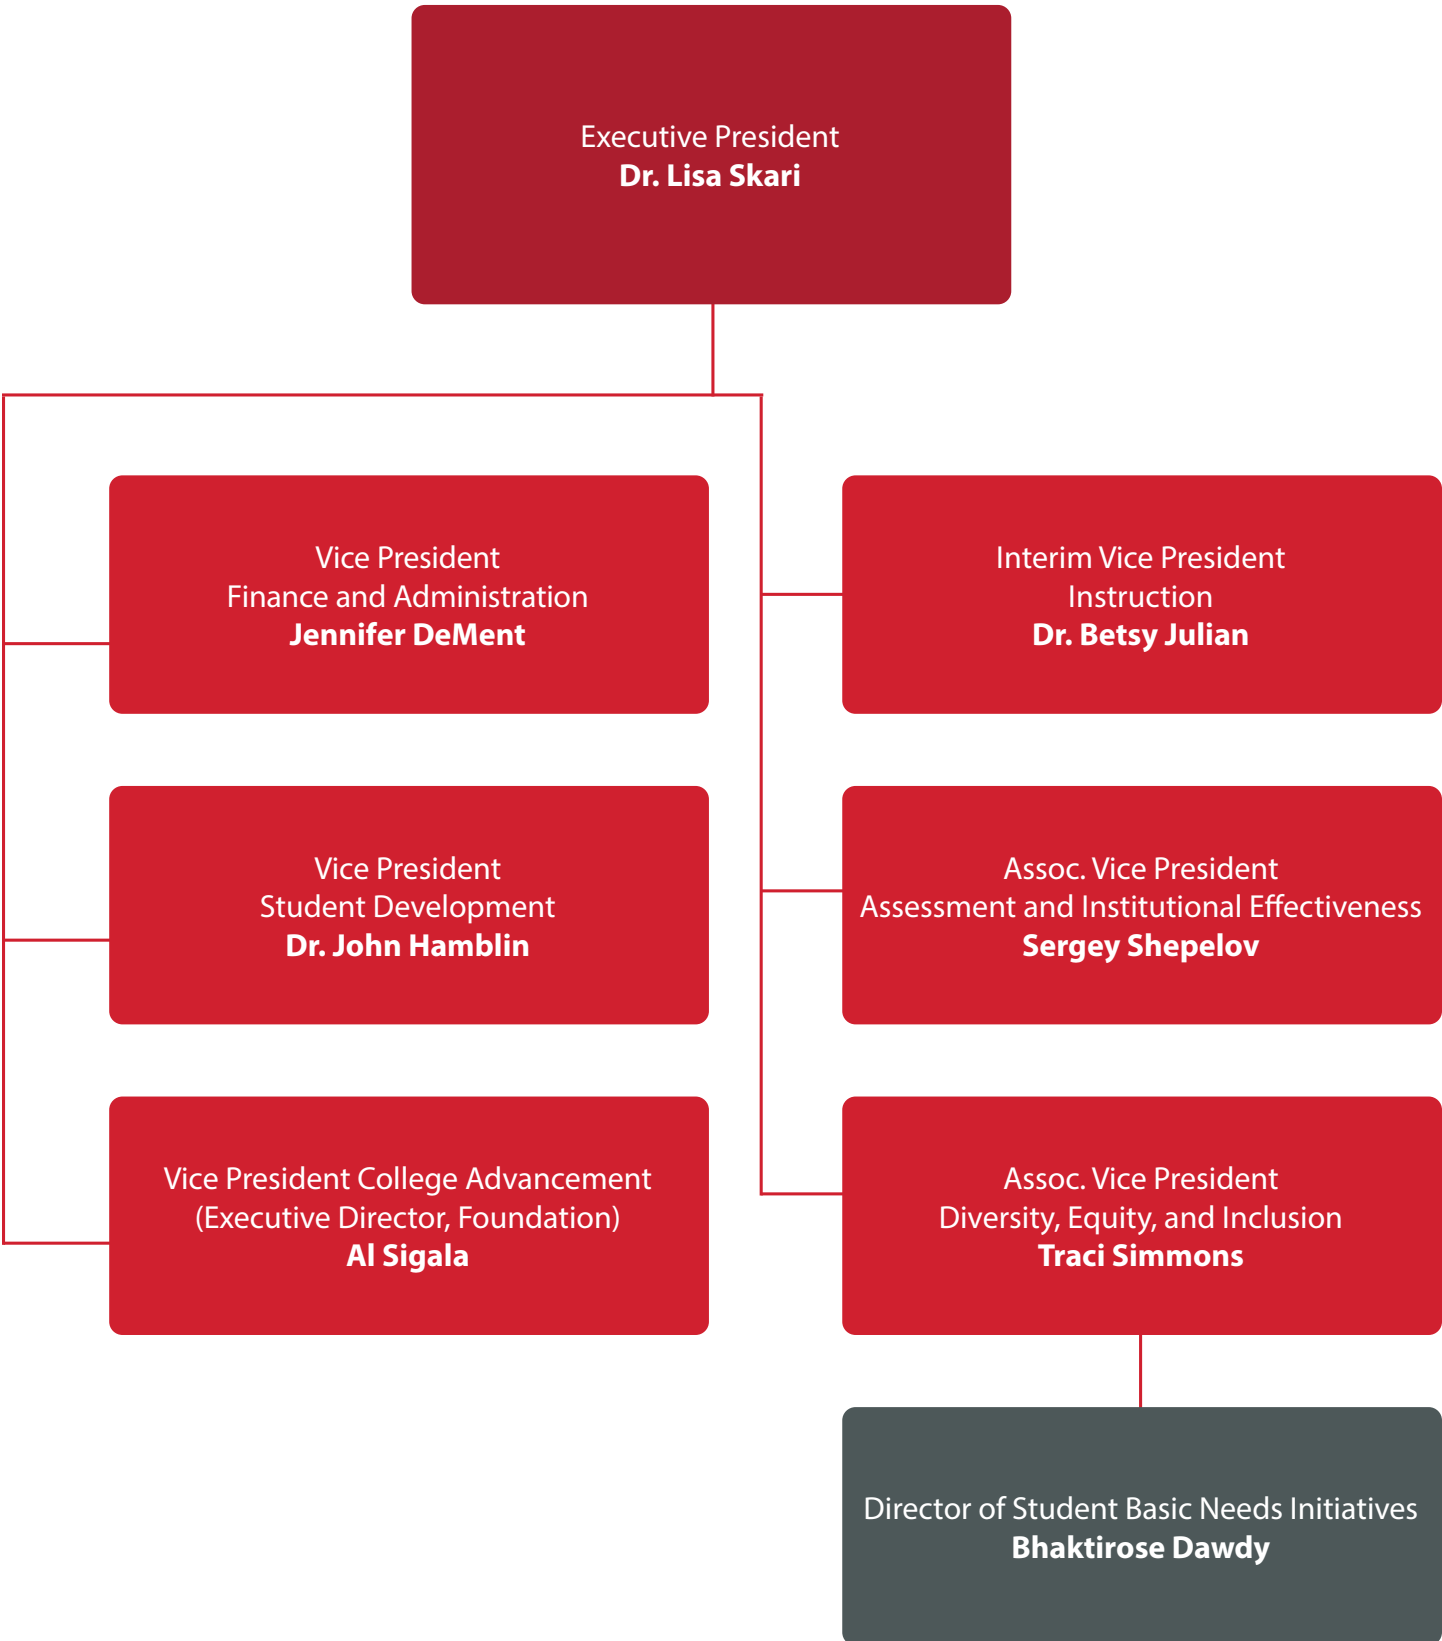 Executive President
Dr. Lisa Skari
Vice President
Finance and Administration
Jennifer DeMent
Interim Vice President
Instruction
Dr. Betsy Julian
Vice President
Student Development
Dr. John Hamblin
Assoc. Vice President
Assessment and Institutional Effectiveness
Sergey Shepelov
Vice President College Advancement
(Executive Director, Foundation)
Al Sigala
Assoc. Vice President
Diversity, Equity, and Inclusion
Traci Simmons
Director of Student Basic Needs Initiatives
Bhaktirose Dawdy